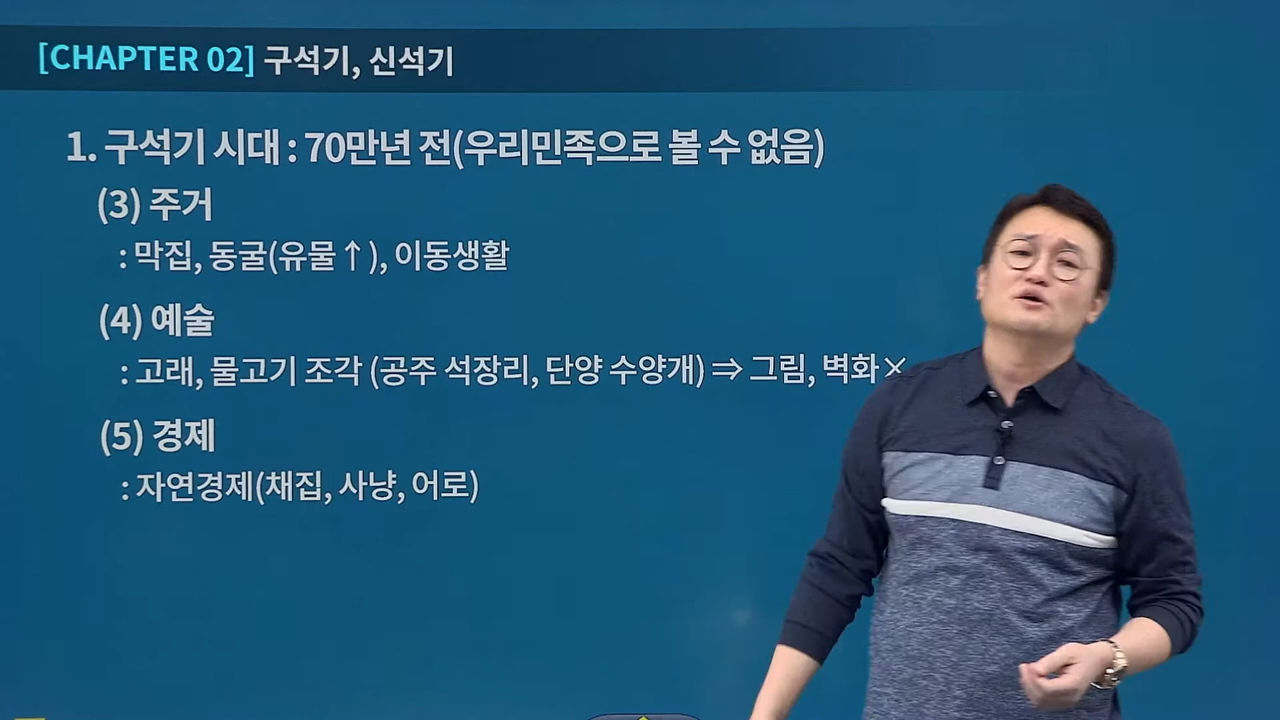 [CHAPTER 02] 구석기, 신석기
1. 구석기 시대 : 70만년 전(우리민족으로 볼 수 없음)
(3) 주거
: 막집, 동굴(유물↑), 이동생활
(4) 예술
: 고래, 물고기 조각 (공주 석장리, 단양 수양개) ⇒ 그림, 벽화×
(5) 경제
: 자연경제(채집, 사냥, 어로)